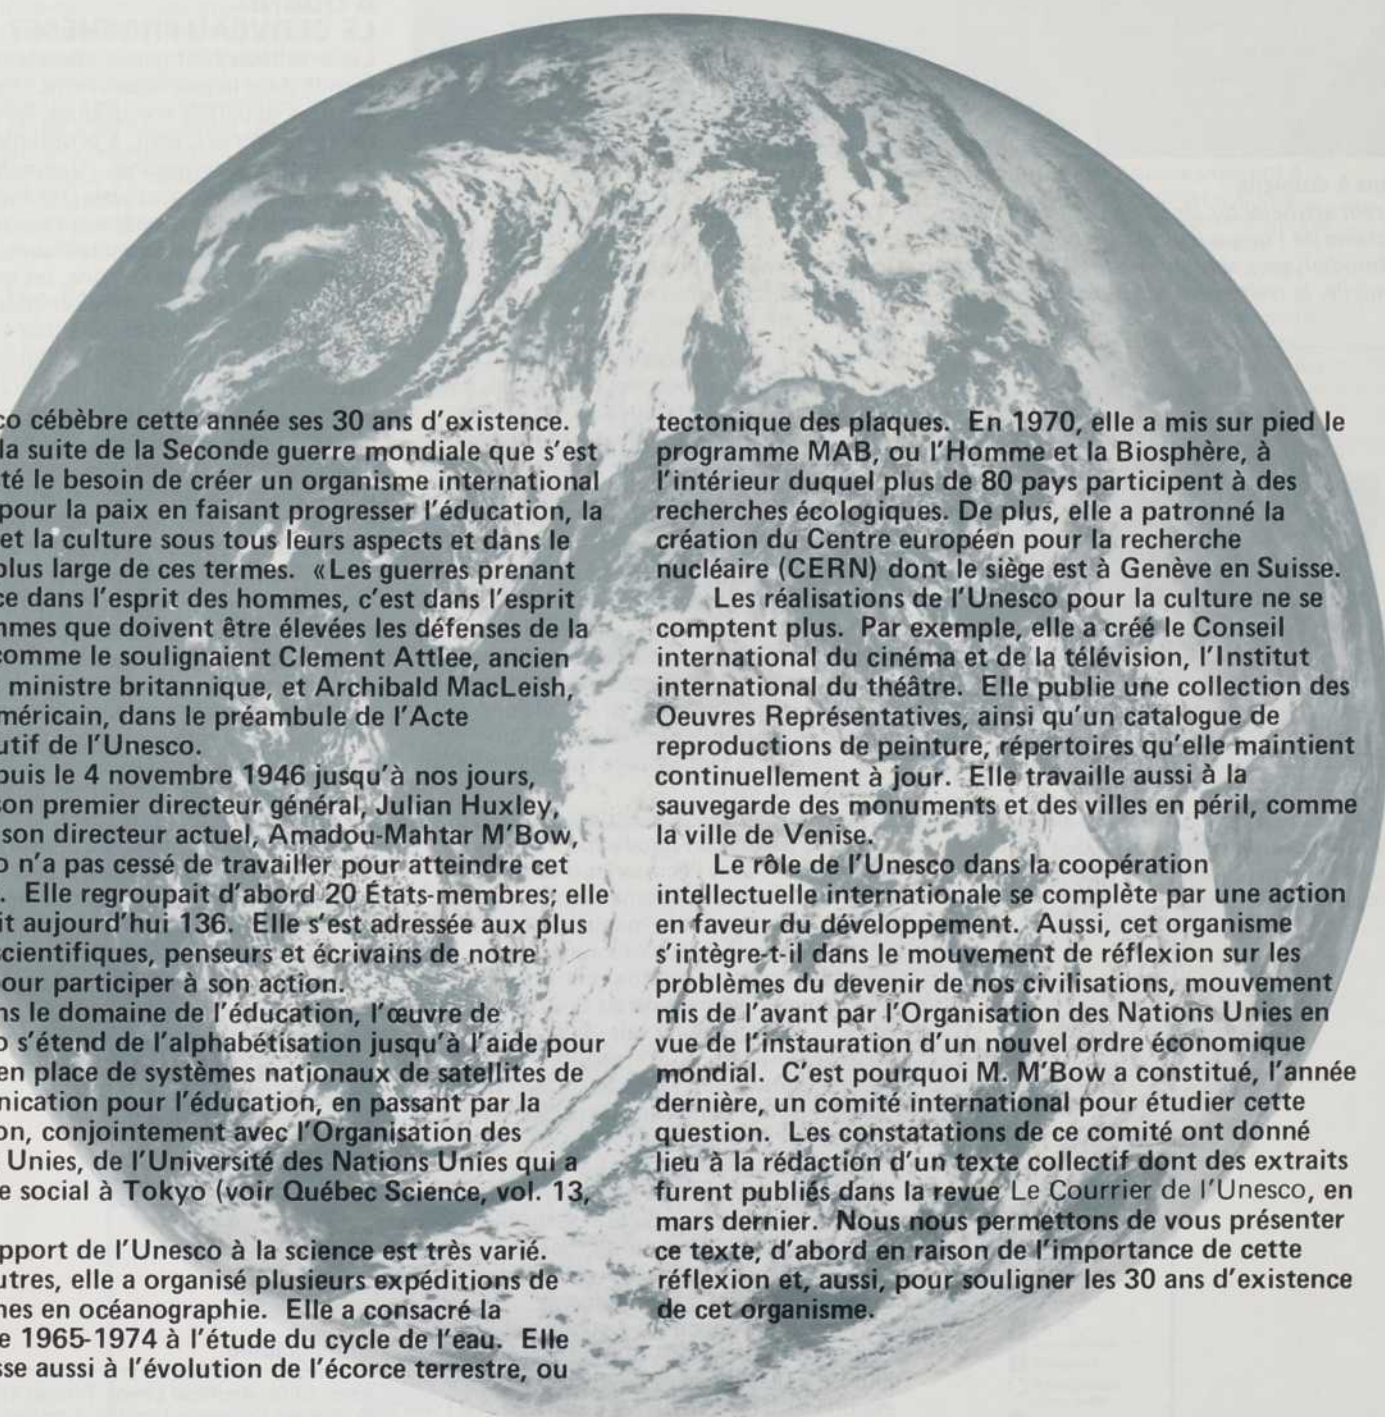 co cébèbre cette année ses 30 ans d'existence.
la suite de la Seconde guerre mondiale que s'est
té le besoin de créer un organisme international
pour la paix en faisant progresser l'éducation, la
et la culture sous tous leurs aspects et dans le
plus large de ces termes. «Les guerres prenant
ce dans l'esprit des hommes, c'est dans l'esprit
mmes que doivent être élevées les défenses de la
comme le soulignaient Clement Attlee, ancien
ministre britannique, et Archibald MacLeish,
méricain, dans le préambule de l'Acte
utif de l'Unesco.
puis le 4 novembre 1946 jusqu'à nos jours,
son premier directeur général, Julian Huxley,
son directeur actuel, Amadou-Mahtar M'Bow,
o n'a pas cessé de travailler pour atteindre cet
. Elle regroupait d'abord 20 États-membres; elle
it aujourd'hui 136. Elle s'est adressée aux plus
scientifiques, penseurs et écrivains de notre
our participer à son action.
ns le domaine de l'éducation, l'œuvre de
o s'étend de l'alphabétisation jusqu'à l'aide pour
en place de systèmes nationaux de satellites de
nication pour l'éducation, en passant par la
on, conjointement avec l'Organisation des
Unies, de l'Université des Nations Unies qui a
e social à Tokyo (voir Québec Science, vol. 13,
pport de l'Unesco à la science est très varié.
utres, elle a organisé plusieurs expéditions de
hes en océanographie. Elle a consacré la
e 1965-1974 à l'étude du cycle de l'eau. Elle
sse aussi à l'évolution de l'écorce terrestre, ou
tectonique des plaques. En 1970, elle a mis sur pied le
programme MAB, ou l'Homme et la Biosphère, à
l'intérieur duquel plus de 80 pays participent à des
recherches écologiques. De plus, elle a patronné la
création du Centre européen pour la recherche
nucléaire (CERN) dont le siège est à Genève en Suisse.
Les réalisations de l'Unesco pour la culture ne se
comptent plus. Par exemple, elle a créé le Conseil
international du cinéma et de la télévision, l'Institut
international du théâtre. Elle publie une collection des
Oeuvres Représentatives, ainsi qu'un catalogue de
reproductions de peinture, répertoires qu'elle maintient
continuellement à jour. Elle travaille aussi à la
sauvegarde des monuments et des villes en péril, comme
la ville de Venise.
Le rôle de l'Unesco dans la coopération
intellectuelle internationale se complète par une action
en faveur du développement. Aussi, cet organisme
s'intègre-t-il dans le mouvement de réflexion sur les
problèmes du devenir de nos civilisations, mouvement
mis de l'avant par l'Organisation des Nations Unies en
vue de l'instauration d'un nouvel ordre économique
mondial. C'est pourquoi M. M'Bow a constitué, l'année
dernière, un comité international pour étudier cette
question. Les constatations de ce comité ont donné
lieu à la rédaction d'un texte collectif dont des extraits
furent publiés dans la revue Le Courrier de l'Unesco, en
mars dernier. Nous nous permettons de vous présenter
ce texte, d'abord en raison de l'importance de cette
réflexion et, aussi, pour souligner les 30 ans d'existence
de cet organisme.